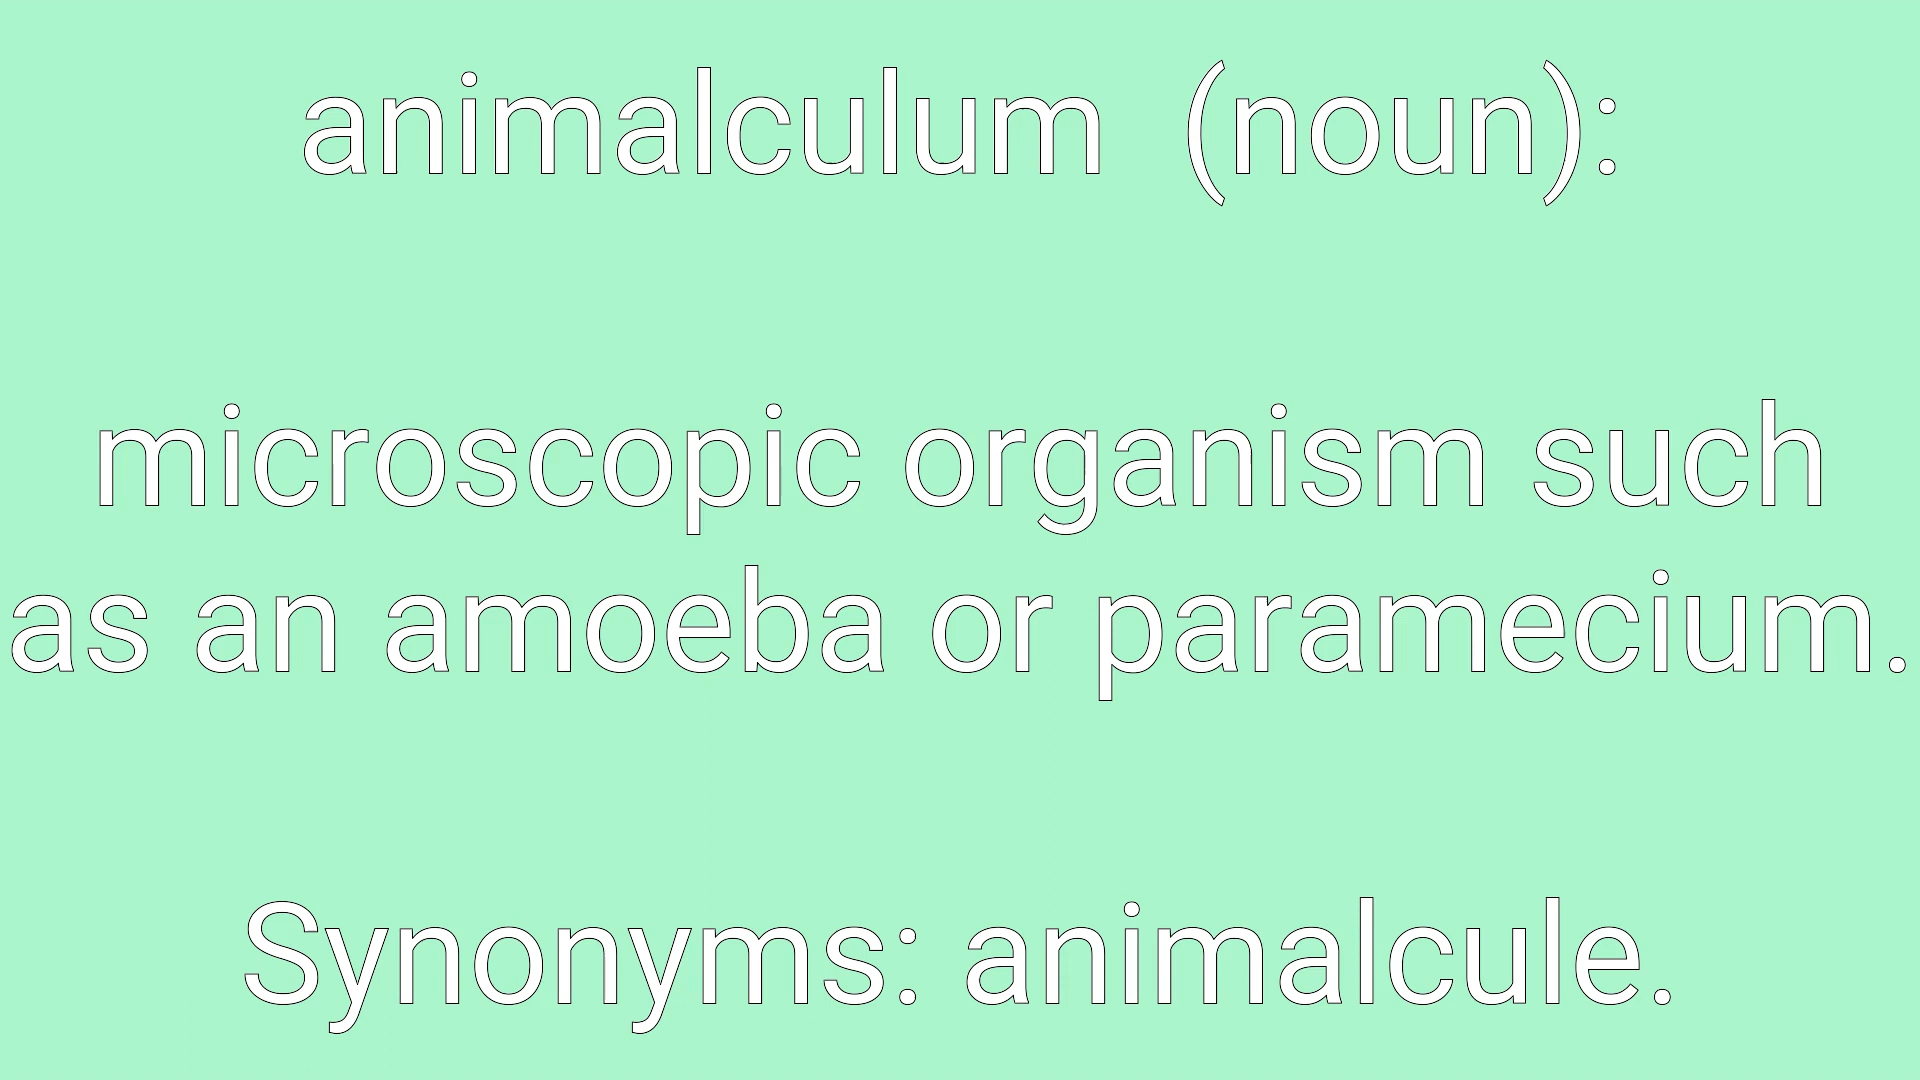 animalculum (noun):
microscopic organism such
as an amoeba or paramecium.
Synonyms: animalcule.